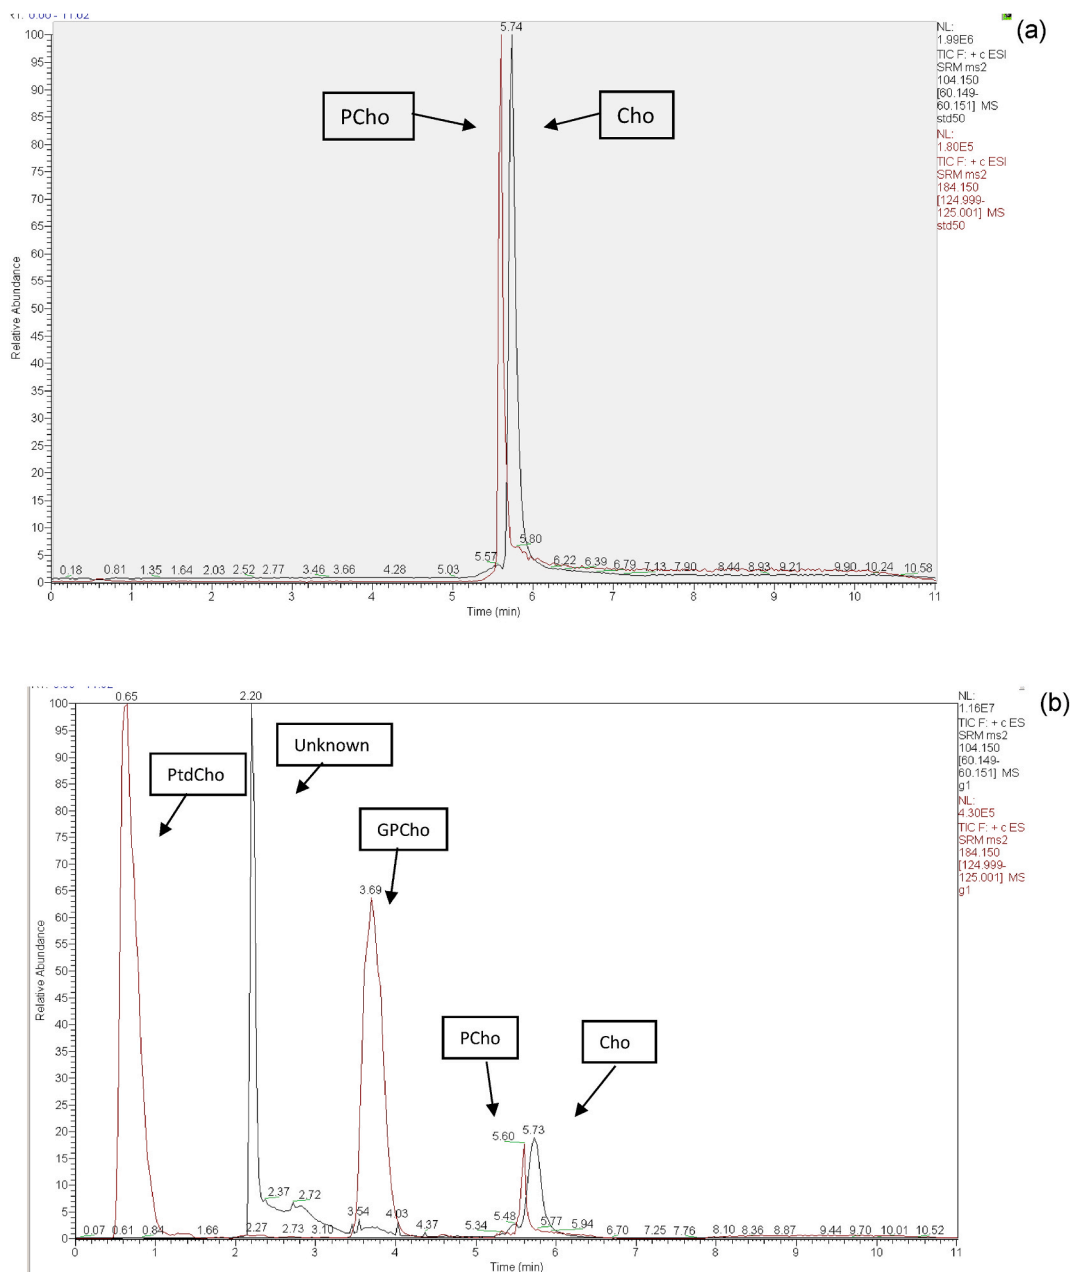 (a)
NL:
1.99E6
TIC F: + c ESI
SRM ms2
104.150
[60.149-
60.151] MS
std50
NL:
1.80E5
TIC F: + c ESI
SRM ms2
184.150
[124.999-
125.001] MS
std50
5.74
PCho
Cho
100
95
90
85
80
75
70
65
60
55
50
45
40
35
30
25
20
15
10
5
0
Relative Abundance
5.57
5.80
0.18 0.81 1.35 1.64 2.03 2.52 2.77 3.46 3.66 4.28 5.03 6.22 6.39 6.79 7.13 7.90 8.44 8.93 9.21 9.90 10.24 10.58
0 1 2 3 4 5 6 7 8 9 10 11
Time (min)
(b)
NL:
1.16E7
TIC F: + c ES
SRM ms2
104.150
[60.149-
60.151] MS
g1
NL:
4.30E5
TIC F: + c ES
SRM ms2
184.150
[124.999-
125.001] MS
g1
0.65
2.20
Unknown
PtdCho
GPCho
3.69
PCho
Cho
5.60
5.73
100
95
90
85
80
75
70
65
60
55
50
45
40
35
30
25
20
15
10
5
0
Relative Abundance
2.37 2.72
3.54 4.03 5.48 5.77
0.07 0.61 0.84 1.66 2.27 2.73 3.10 4.37 5.34 5.94 6.70 7.25 7.76 8.10 8.36 8.87 9.44 9.70 10.01 10.52
0 1 2 3 4 5 6 7 8 9 10 11
Time (min)